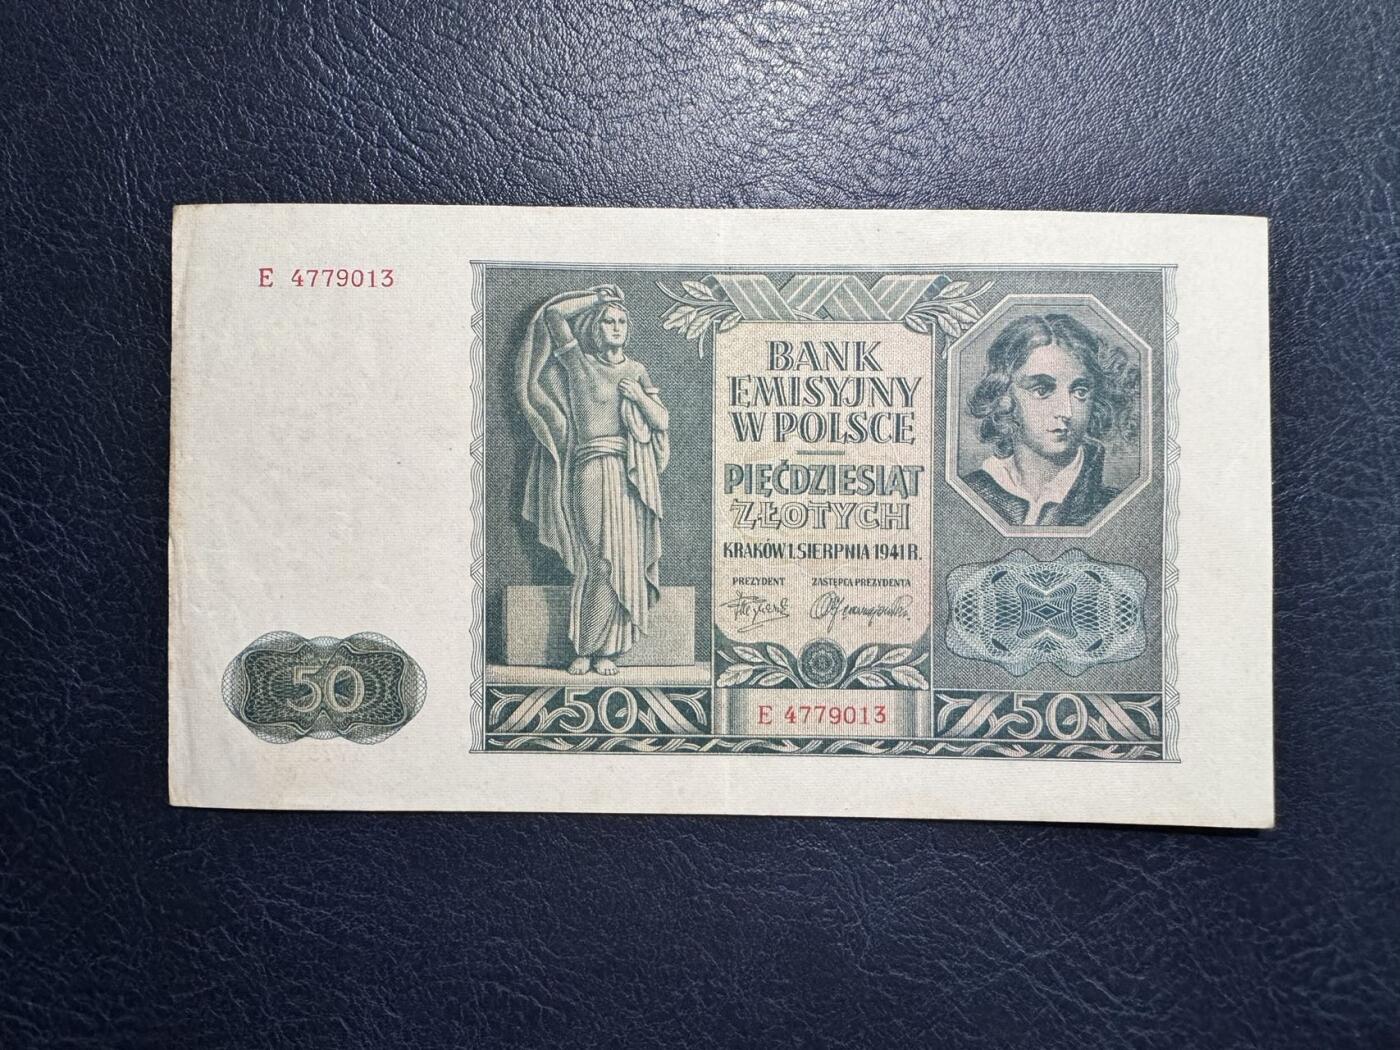 E 4779013
BANK
EMISYJNY
W POLSCE
PIĘĆDZIESIĄT
ZŁOTYCH
KRAKÓW 1. SIERPNIA 1941 R.
PREZYDENT ZASTĘPCA PREZYDENTA
50
50
E 4779013
50